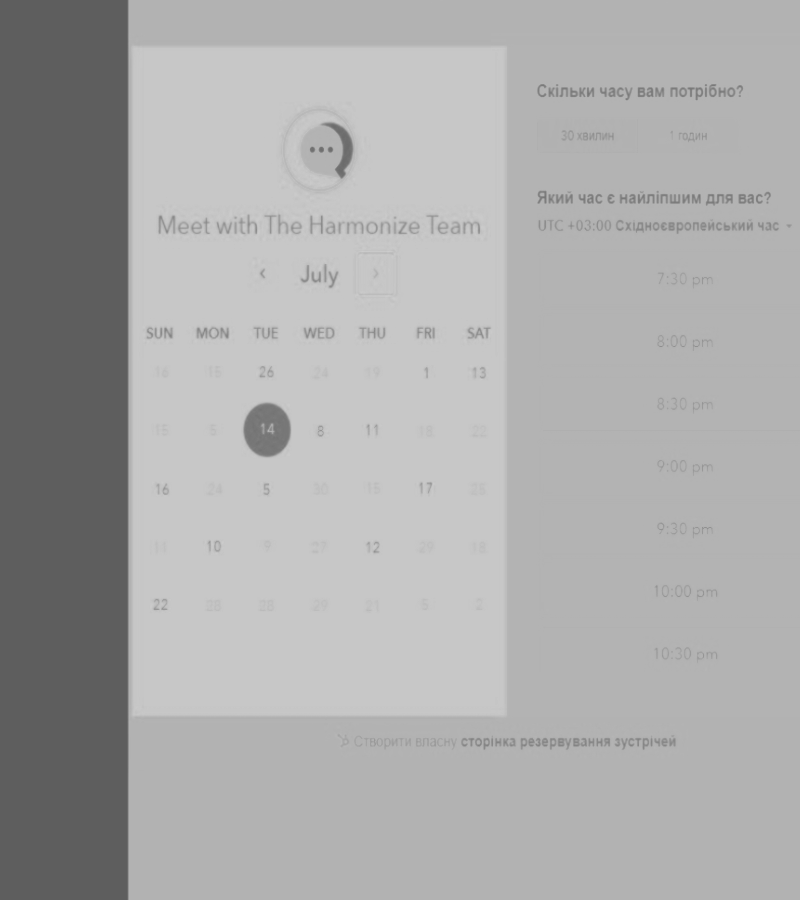 Meet with The Harmonize Team
July
SUN MON TUE WED THU FRI SAT
16 15 26 24 19 1 13
15 5 14 8 11 18 22
16 24 5 30 15 17 25
11 10 9 27 12 29 18
22 08 28 29 21 5 2
Скільки часу вам потрібно?
30 хвилин 1 годин
Який час є найліпшим для вас?
UTC +03:00 Східноєвропейський час
7:30 pm
8:00 pm
8:30 pm
9:00 pm
9:30 pm
10:00 pm
10:30 pm
Створити власну сторінка резервування зустрічей